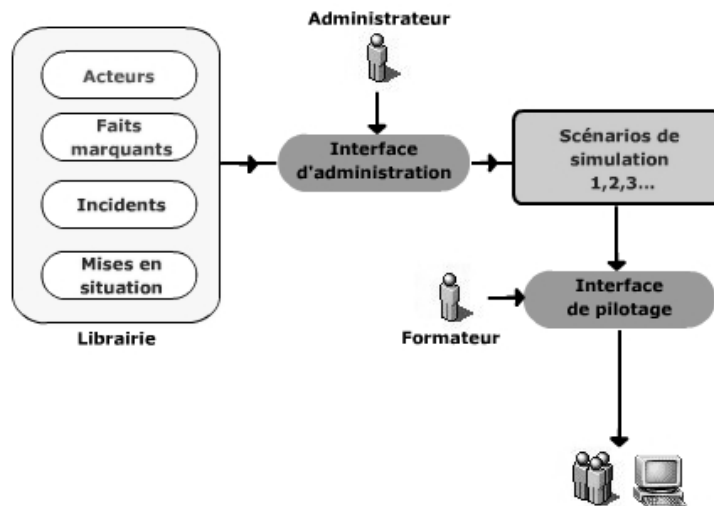 Administrateur
Acteurs
Faits
marquants
Incidents
Mises en
situation
Librairie
Interface
d'administration
Scénarios de
simulation
1,2,3...
Formateur
Interface
de pilotage